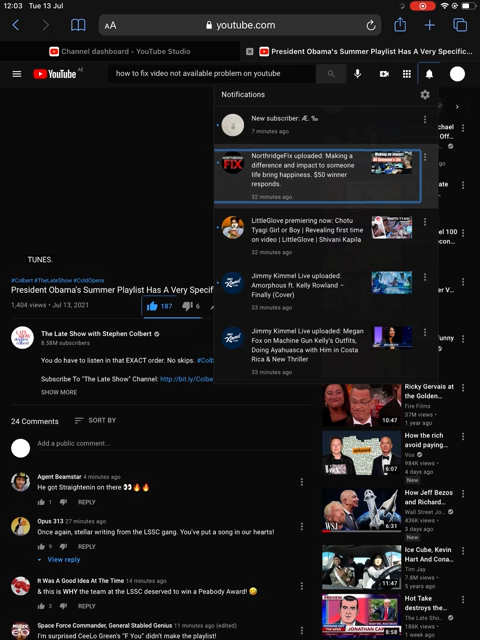 12:03 Tue 13 Jul
AA
youtube.com
Channel dashboard - YouTube Studio
President Obama's Summer Playlist Has A Very Specific...
YouTube
how to fix video not available problem on youtube
Notifications
New subscriber: Æ. ‰
7 minutes ago
NORTHRIDGE
FIX
NorthridgeFix uploaded: Making a
difference and impact to someone
life bring happiness. $50 winner
responds.
32 minutes ago
LittleGlove premiering now: Chotu
Tyagi Girl or Boy | Revealing first time
on video | LittleGlove | Shivani Kapila
32 minutes ago
Jimmy Kimmel Live uploaded:
Amorphous ft. Kelly Rowland –
Finally (Cover)
33 minutes ago
Jimmy Kimmel Live uploaded: Megan
Fox on Machine Gun Kelly's Outfits,
Doing Ayahuasca with Him in Costa
Rica & New Thriller
33 minutes ago
TUNES.
#Colbert #TheLateShow #ColdOpens
President Obama's Summer Playlist Has A Very Specif
1,404 views • Jul 13, 2021
187
6
The Late Show with Stephen Colbert
8.58M subscribers
You do have to listen in that EXACT order. No skips. #Colb
Subscribe To "The Late Show" Channel: http://bit.ly/Colbe
SHOW MORE
24 Comments
SORT BY
Add a public comment...
Agent Beamstar 4 minutes ago
He got Straightenin on there 👀🔥🔥
1 REPLY
Opus 313 27 minutes ago
Once again, stellar writing from the LSSC gang. You've put a song in our hearts!
9 REPLY
View reply
It Was A Good Idea At The Time 14 minutes ago
& this is WHY the team at the LSSC deserved to win a Peabody Award! 🤣
3 REPLY
Space Force Commander, General Stabled Genius 11 minutes ago (edited)
I'm surprised CeeLo Green's "F You" didn't make the playlist!
Ricky Gervais at
the Golden...
Fire Films
37M views •
1 year ago
10:47
How the rich
avoid paying...
Vox
984K views •
4 days ago
New
6:07
How Jeff Bezos
and Richard...
Wall Street Jo...
436K views •
3 days ago
New
WSJ
6:31
Ice Cube, Kevin
Hart And Cona...
Team Coco
11:47
5 years ago
Hot Take
destroys the...
The Late Sho...
186K views •
1 week ago
PREVIEW
8:58